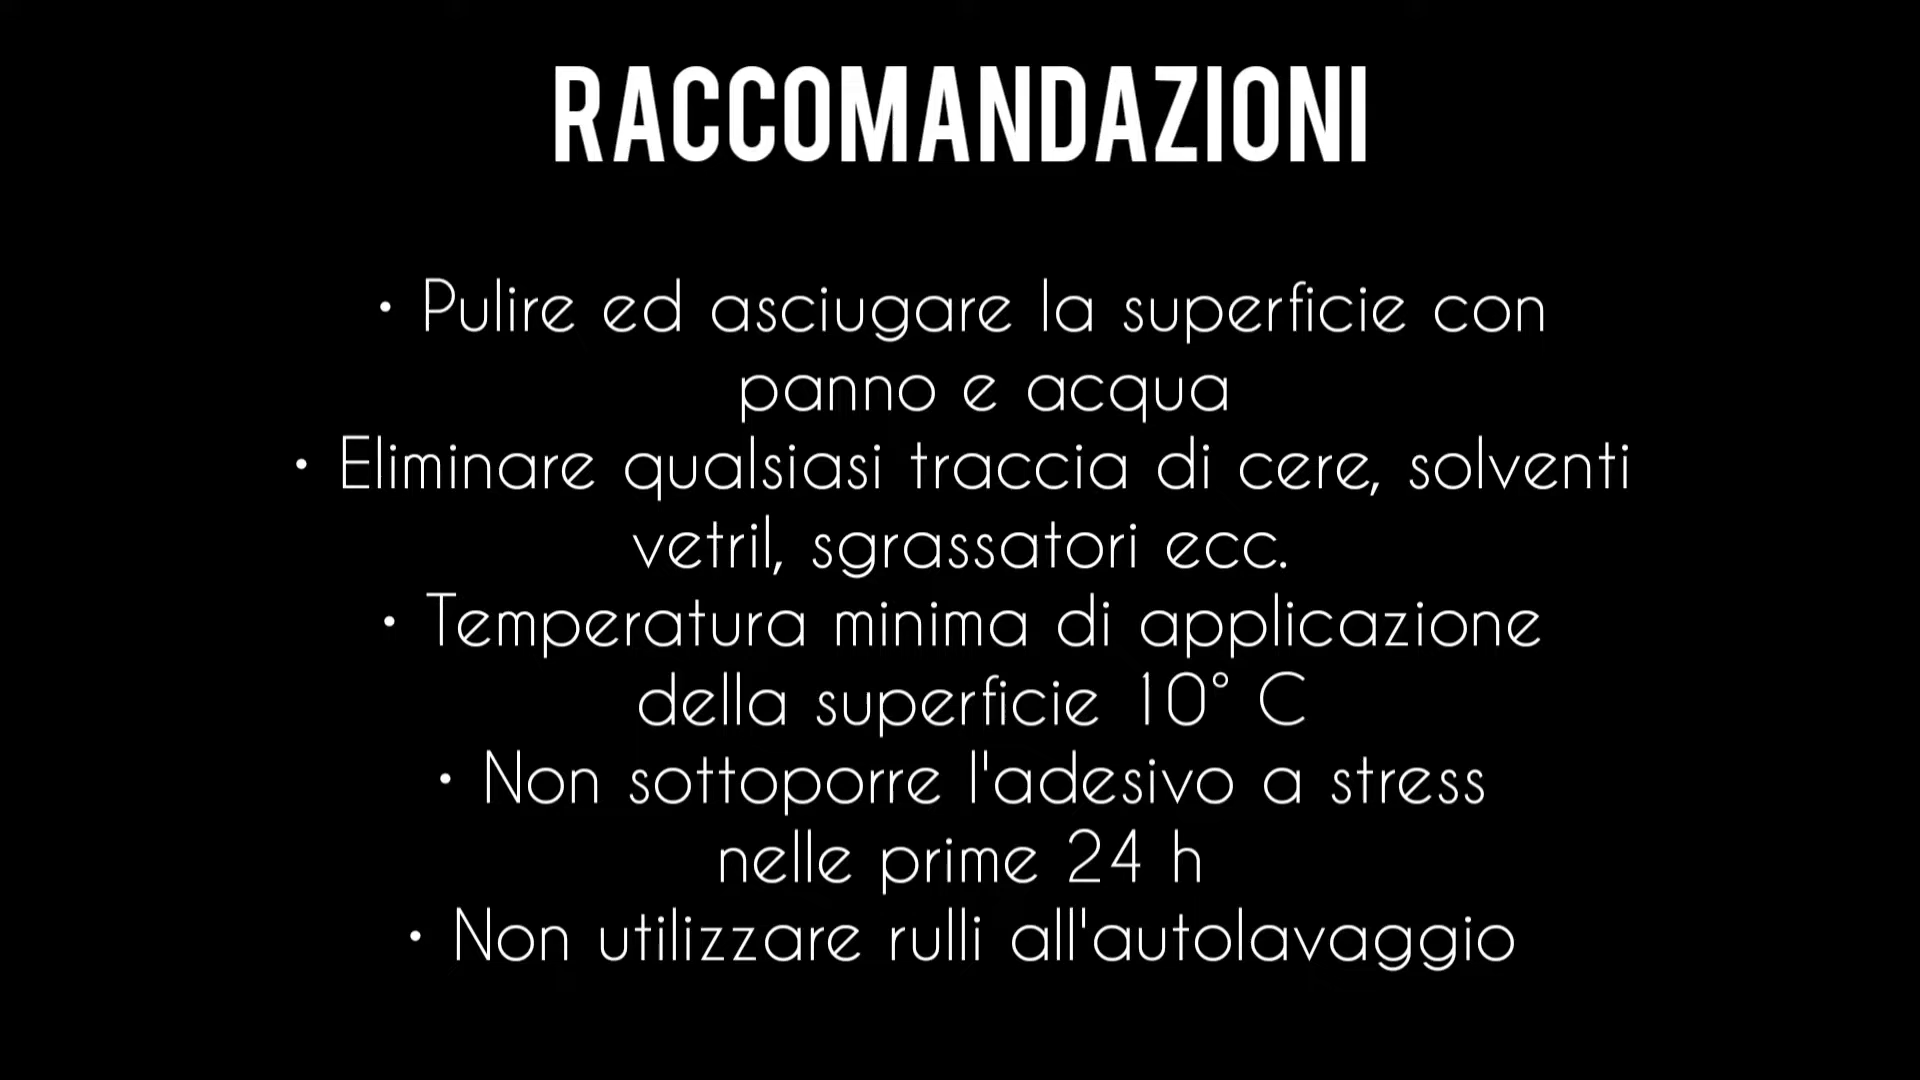 RACCOMANDAZIONI
• Pulire ed asciugare la superficie con
panno e acqua
• Eliminare qualsiasi traccia di cere, solventi
vetril, sgrassatori ecc.
• Temperatura minima di applicazione
della superficie 10° C
• Non sottoporre l'adesivo a stress
nelle prime 24 h
• Non utilizzare rulli all'autolavaggio